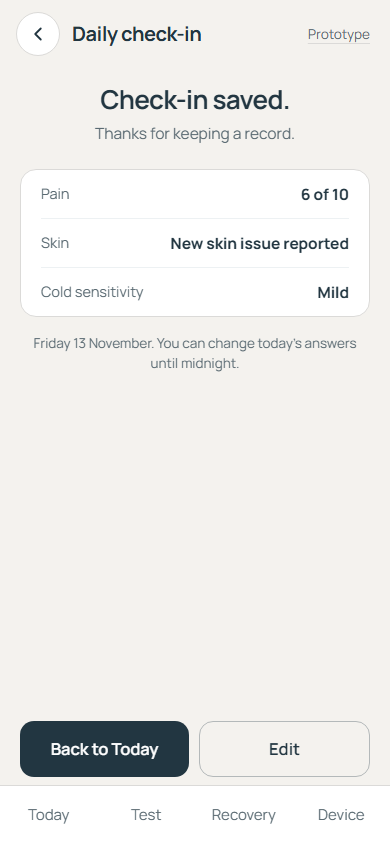 Daily check-in
Prototype
Check-in saved.
Thanks for keeping a record.
Pain
6 of 10
Skin
New skin issue reported
Cold sensitivity
Mild
Friday 13 November. You can change today's answers
until midnight.
Back to Today
Edit
Today
Test
Recovery
Device